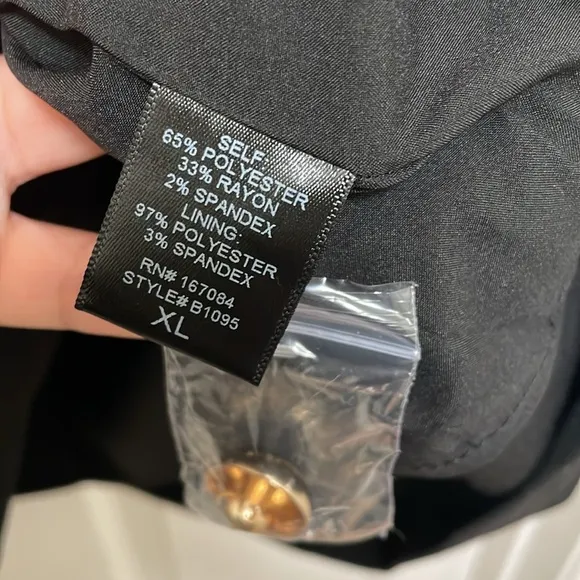 SELF:
65% POLYESTER
33% RAYON
2% SPANDEX
LINING:
97% POLYESTER
3% SPANDEX
RN# 167084
STYLE# B1095
XL